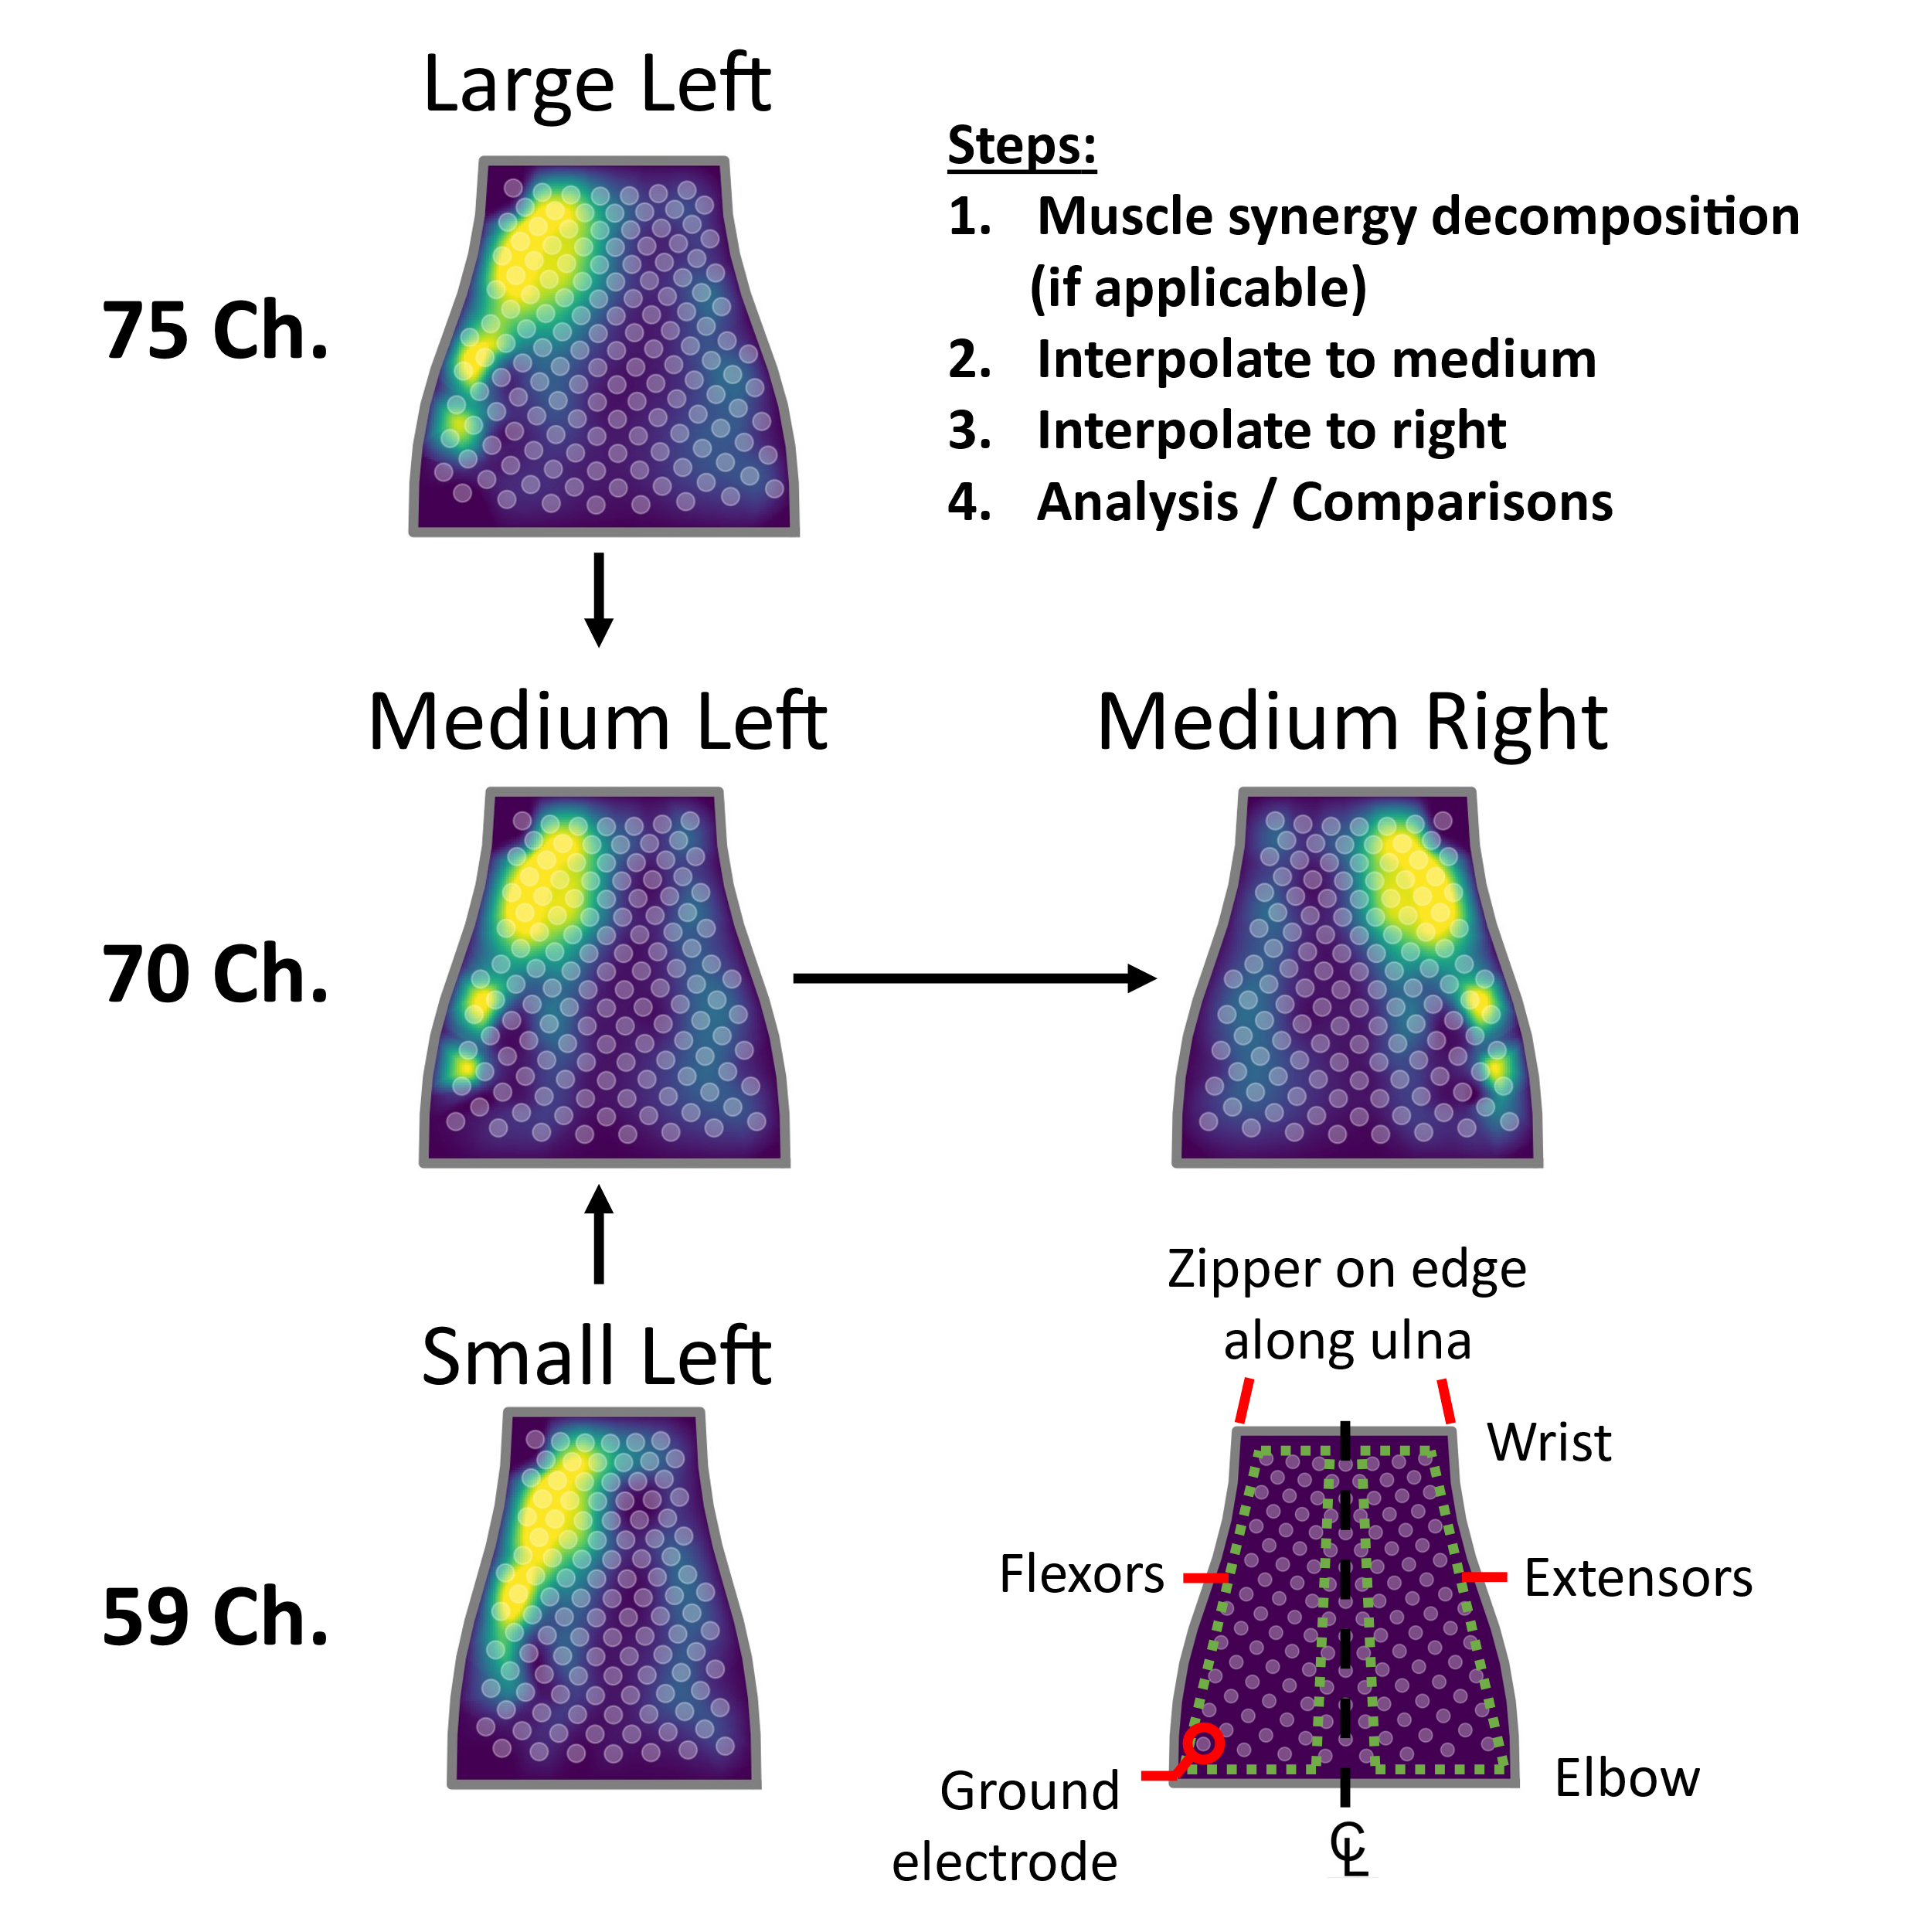 Large Left
Steps:
1. Muscle synergy decomposition
(if applicable)
2. Interpolate to medium
3. Interpolate to right
4. Analysis / Comparisons
75 Ch.
Medium Left
Medium Right
70 Ch.
Small Left
59 Ch.
Zipper on edge
along ulna
Wrist
Flexors
Extensors
Ground
electrode
Elbow
℄